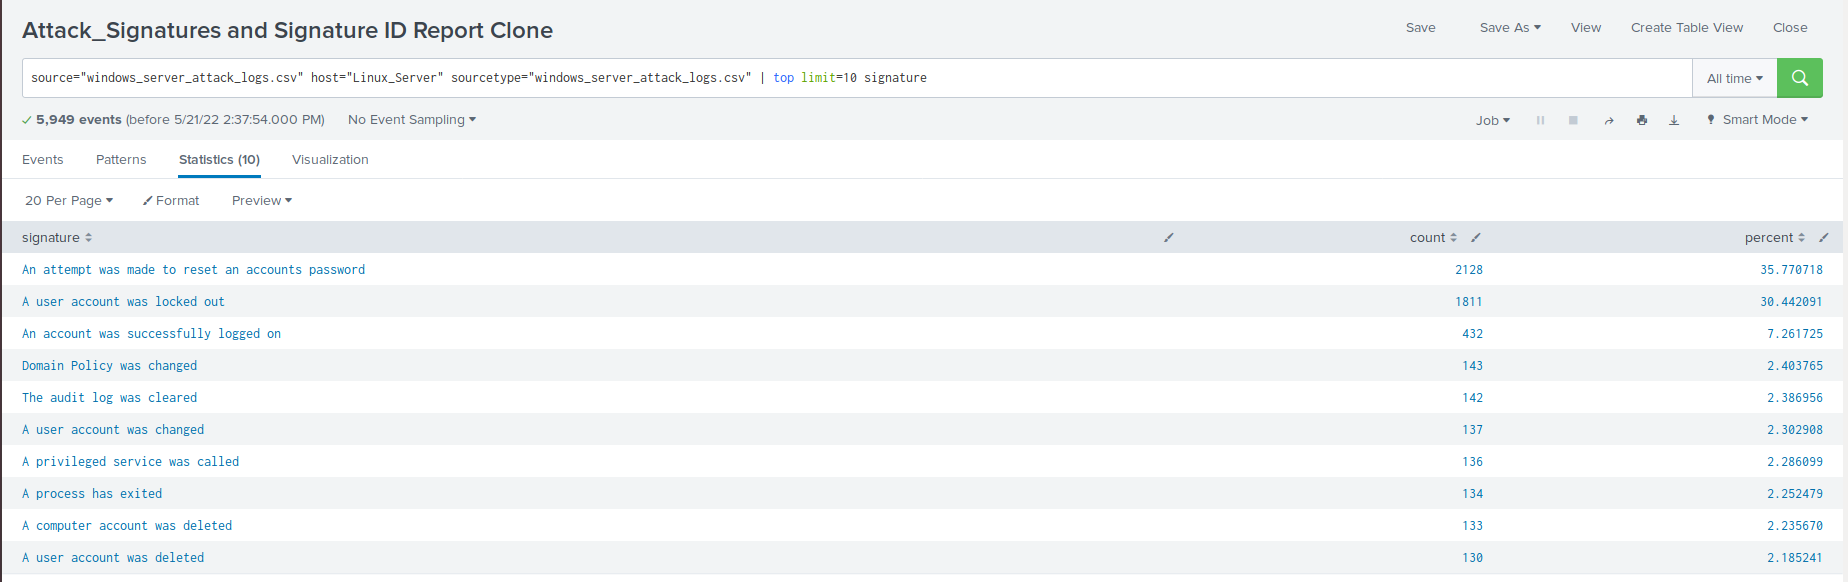 Attack_Signatures and Signature ID Report Clone
Save Save As View Create Table View Close
source="windows_server_attack_logs.csv" host="Linux_Server" sourcetype="windows_server_attack_logs.csv" | top limit=10 signature
All time
5,949 events (before 5/21/22 2:37:54.000 PM) No Event Sampling
Job Smart Mode
Events Patterns Statistics (10) Visualization
20 Per Page Format Preview
signature count percent
An attempt was made to reset an accounts password 2128 35.770718
A user account was locked out 1811 30.442091
An account was successfully logged on 432 7.261725
Domain Policy was changed 143 2.403765
The audit log was cleared 142 2.386956
A user account was changed 137 2.302908
A privileged service was called 136 2.286099
A process has exited 134 2.252479
A computer account was deleted 133 2.235670
A user account was deleted 130 2.185241